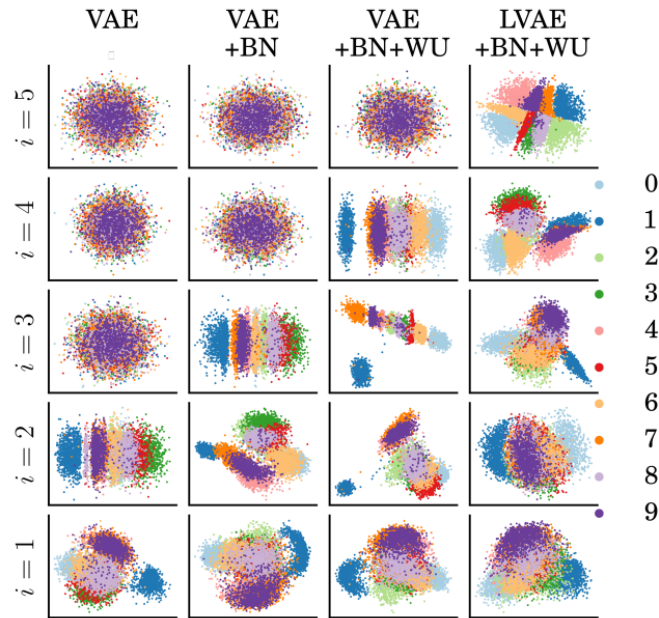 VAE VAE VAE LVAE
+BN +BN+WU +BN+WU
i = 5
i = 4
i = 3
i = 2
i = 1
0
1
2
3
4
5
6
7
8
9